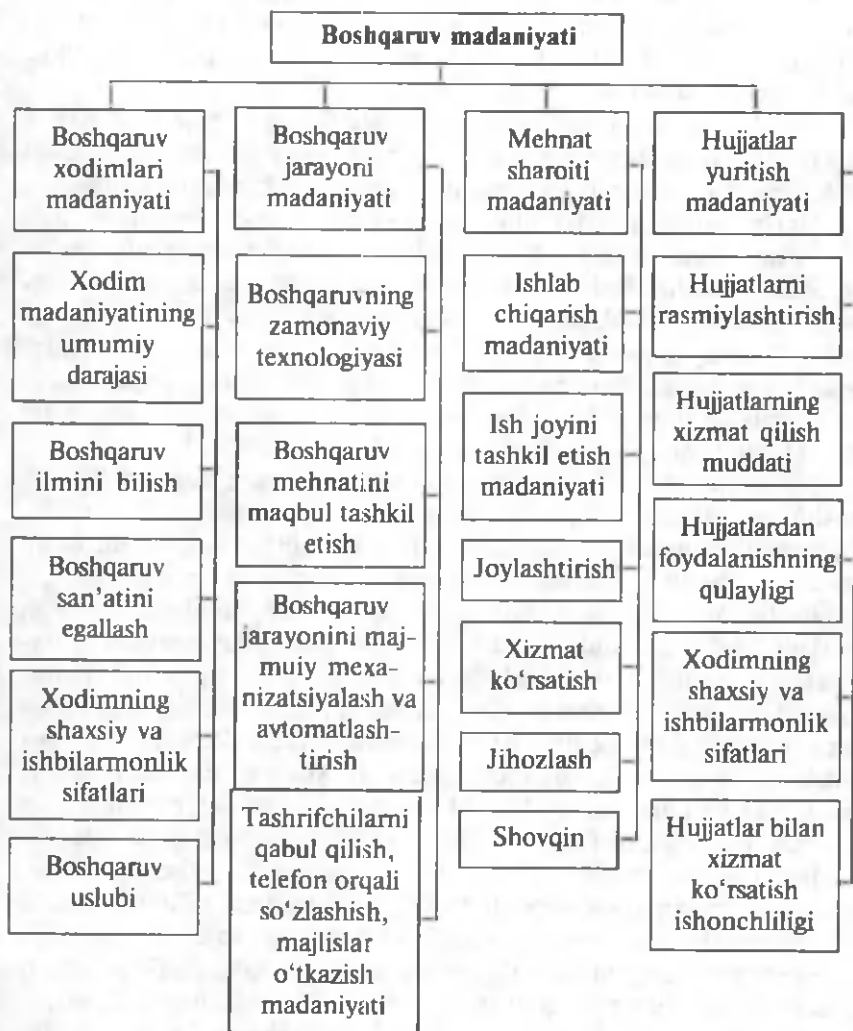 Boshqaruv madaniyati
Boshqaruv
xodimlari
madaniyati
Xodim
madaniyatining
umumiy
darajasi
Boshqaruv
ilmini bilish
Boshqaruv
san’atini
egallash
Xodimning
shaxsiy va
ishbilarmonlik
sifatlari
Boshqaruv
uslubi
Boshqaruv
jarayoni
madaniyati
Boshqaruvning
zamonaviy
texnologiyasi
Boshqaruv
mehnatini
maqbul tashkil
etish
Boshqaruv
jarayonini maj-
muiy mexa-
nizatsiyalash va
avtomatlash-
tirish
Tashrifchilarni
qabul qilish,
telefon orqali
so‘zlashish,
majlislar
o‘tkazish
madaniyati
Mehnat
sharoiti
madaniyati
Ishlab
chiqarish
madaniyati
Ish joyini
tashkil etish
madaniyati
Joylashtirish
Xizmat
ko‘rsatish
Jihozlash
Shovqin
Hujjatlar
yuritish
madaniyati
Hujjatlarni
rasmiylashtirish
Hujjatlarning
xizmat qilish
muddati
Hujjatlardan
foydalanishning
qulayligi
Xodimning
shaxsiy va
ishbilarmonlik
sifatlari
Hujjatlar bilan
xizmat
ko‘rsatish
ishonchliligi